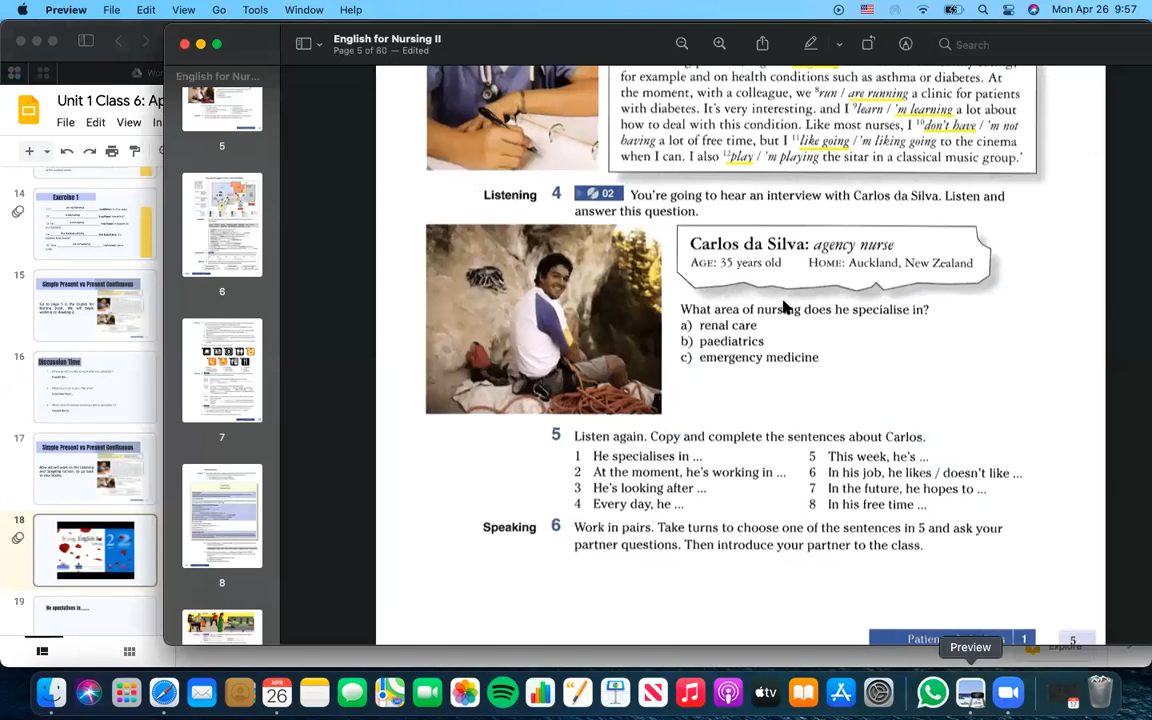 Preview File Edit View Go Tools Window Help
Mon Apr 26 9:57
English for Nursing II
Page 5 of 80 — Edited
Search
English for Nur...
Unit 1 Class 6: Ap
File Edit View In
5
6
7
8
14
Exercise 1
15
Simple Present vs Present Continuous
16
Discussion Time
17
Simple Present vs Present Continuous
18
19
He specialises in......
for example and on health conditions such as asthma or diabetes. At
the moment, with a colleague, we 8run / are running a clinic for patients
with diabetes. It's very interesting. and I 9learn / 'm learning a lot about
how to deal with this condition. Like most nurses, I 10don't have / 'm not
having a lot of free time, but I 11like going / 'm liking going to the cinema
when I can. I also 12play / 'm playing the sitar in a classical music group.'
Listening 4 02 You're going to hear an interview with Carlos da Silva. Listen and
answer this question.
Carlos da Silva: agency nurse
AGE: 35 years old HOME: Auckland, New Zealand
What area of nursing does he specialise in?
a) renal care
b) paediatrics
c) emergency medicine
5 Listen again. Copy and complete the sentences about Carlos.
1 He specialises in ... 5 This week, he's ...
2 At the moment, he's working in ... 6 In his job, he likes / doesn't like ...
3 He's looking after ... 7 In the future, he hopes to ...
4 Every day, he ... 8 In his free time ...
Speaking 6 Work in pairs. Take turns to choose one of the sentences in 5 and ask your
partner questions. Then introduce your partner to the class.
1 5
Preview
Explore
APR
26
tv
17